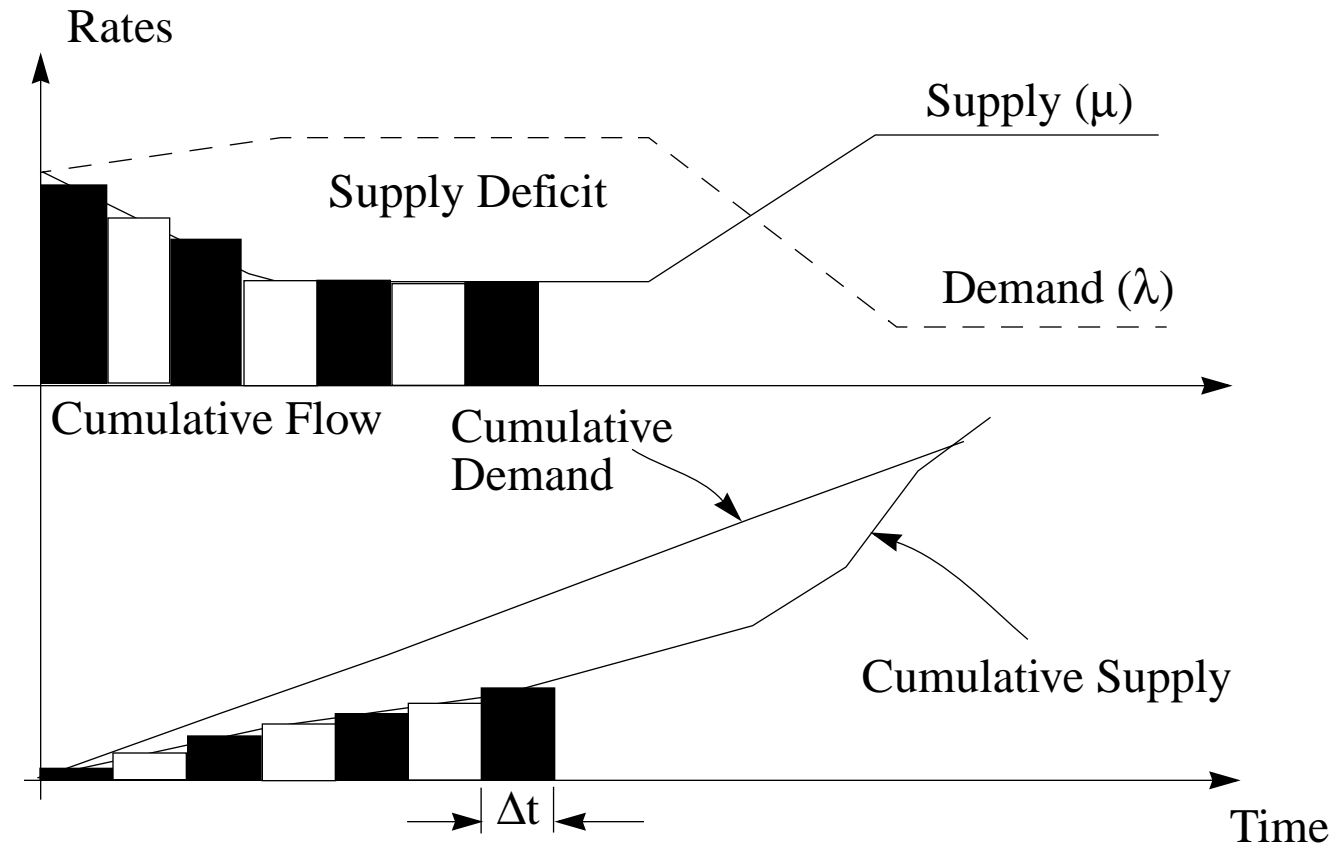 Rates
Supply (μ)
Supply Deficit
Demand (λ)
Cumulative Flow
Cumulative
Demand
Cumulative Supply
Δt
Time